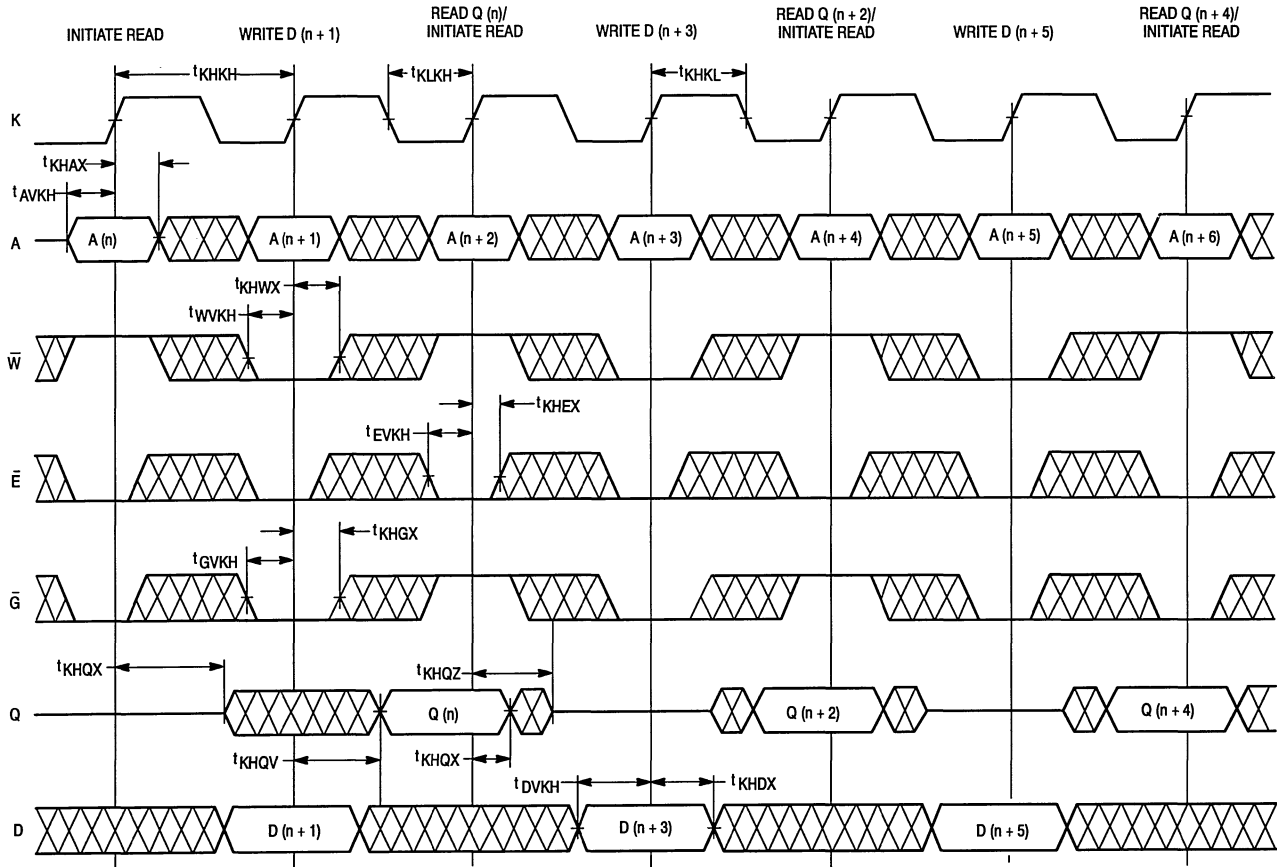 INITIATE READ
WRITE D (n + 1)
READ Q (n)/
INITIATE READ
WRITE D (n + 3)
READ Q (n + 2)/
INITIATE READ
WRITE D (n + 5)
READ Q (n + 4)/
INITIATE READ
tKHKH
tKLKH
tKHKL
K
tKHAX
tAVKH
A
A (n)
A (n + 1)
A (n + 2)
A (n + 3)
A (n + 4)
A (n + 5)
A (n + 6)
tKHWX
tWVKH
W̅
tKHEX
tEVKH
E̅
tKHGX
tGVKH
G̅
tKHQX
tKHQZ
Q
Q (n)
Q (n + 2)
Q (n + 4)
tKHQV
tKHQX
tDVKH
tKHDX
D
D (n + 1)
D (n + 3)
D (n + 5)